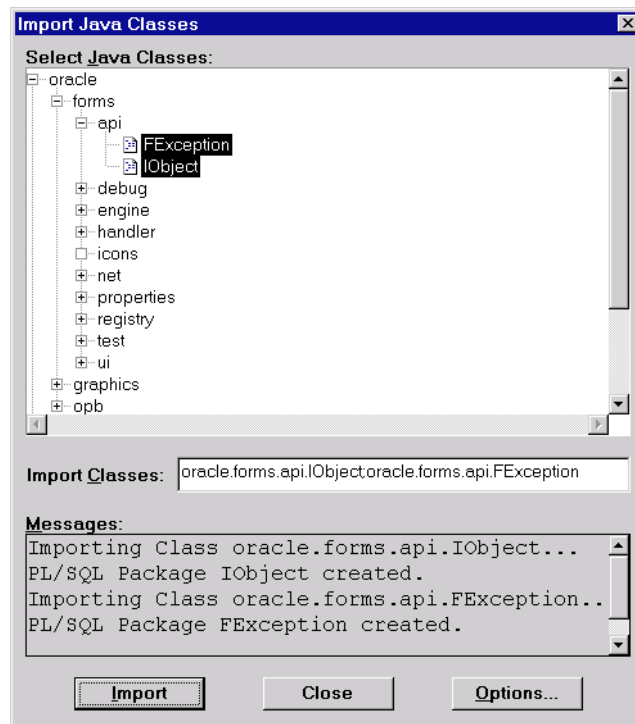 Import Java Classes
Select Java Classes:
oracle
forms
api
FException
IObject
debug
engine
handler
icons
net
properties
registry
test
ui
graphics
opb
Import Classes: oracle.forms.api.IObject;oracle.forms.api.FException
Messages:
Importing Class oracle.forms.api.IObject...
PL/SQL Package IObject created.
Importing Class oracle.forms.api.FException..
PL/SQL Package FException created.
Import Close Options...